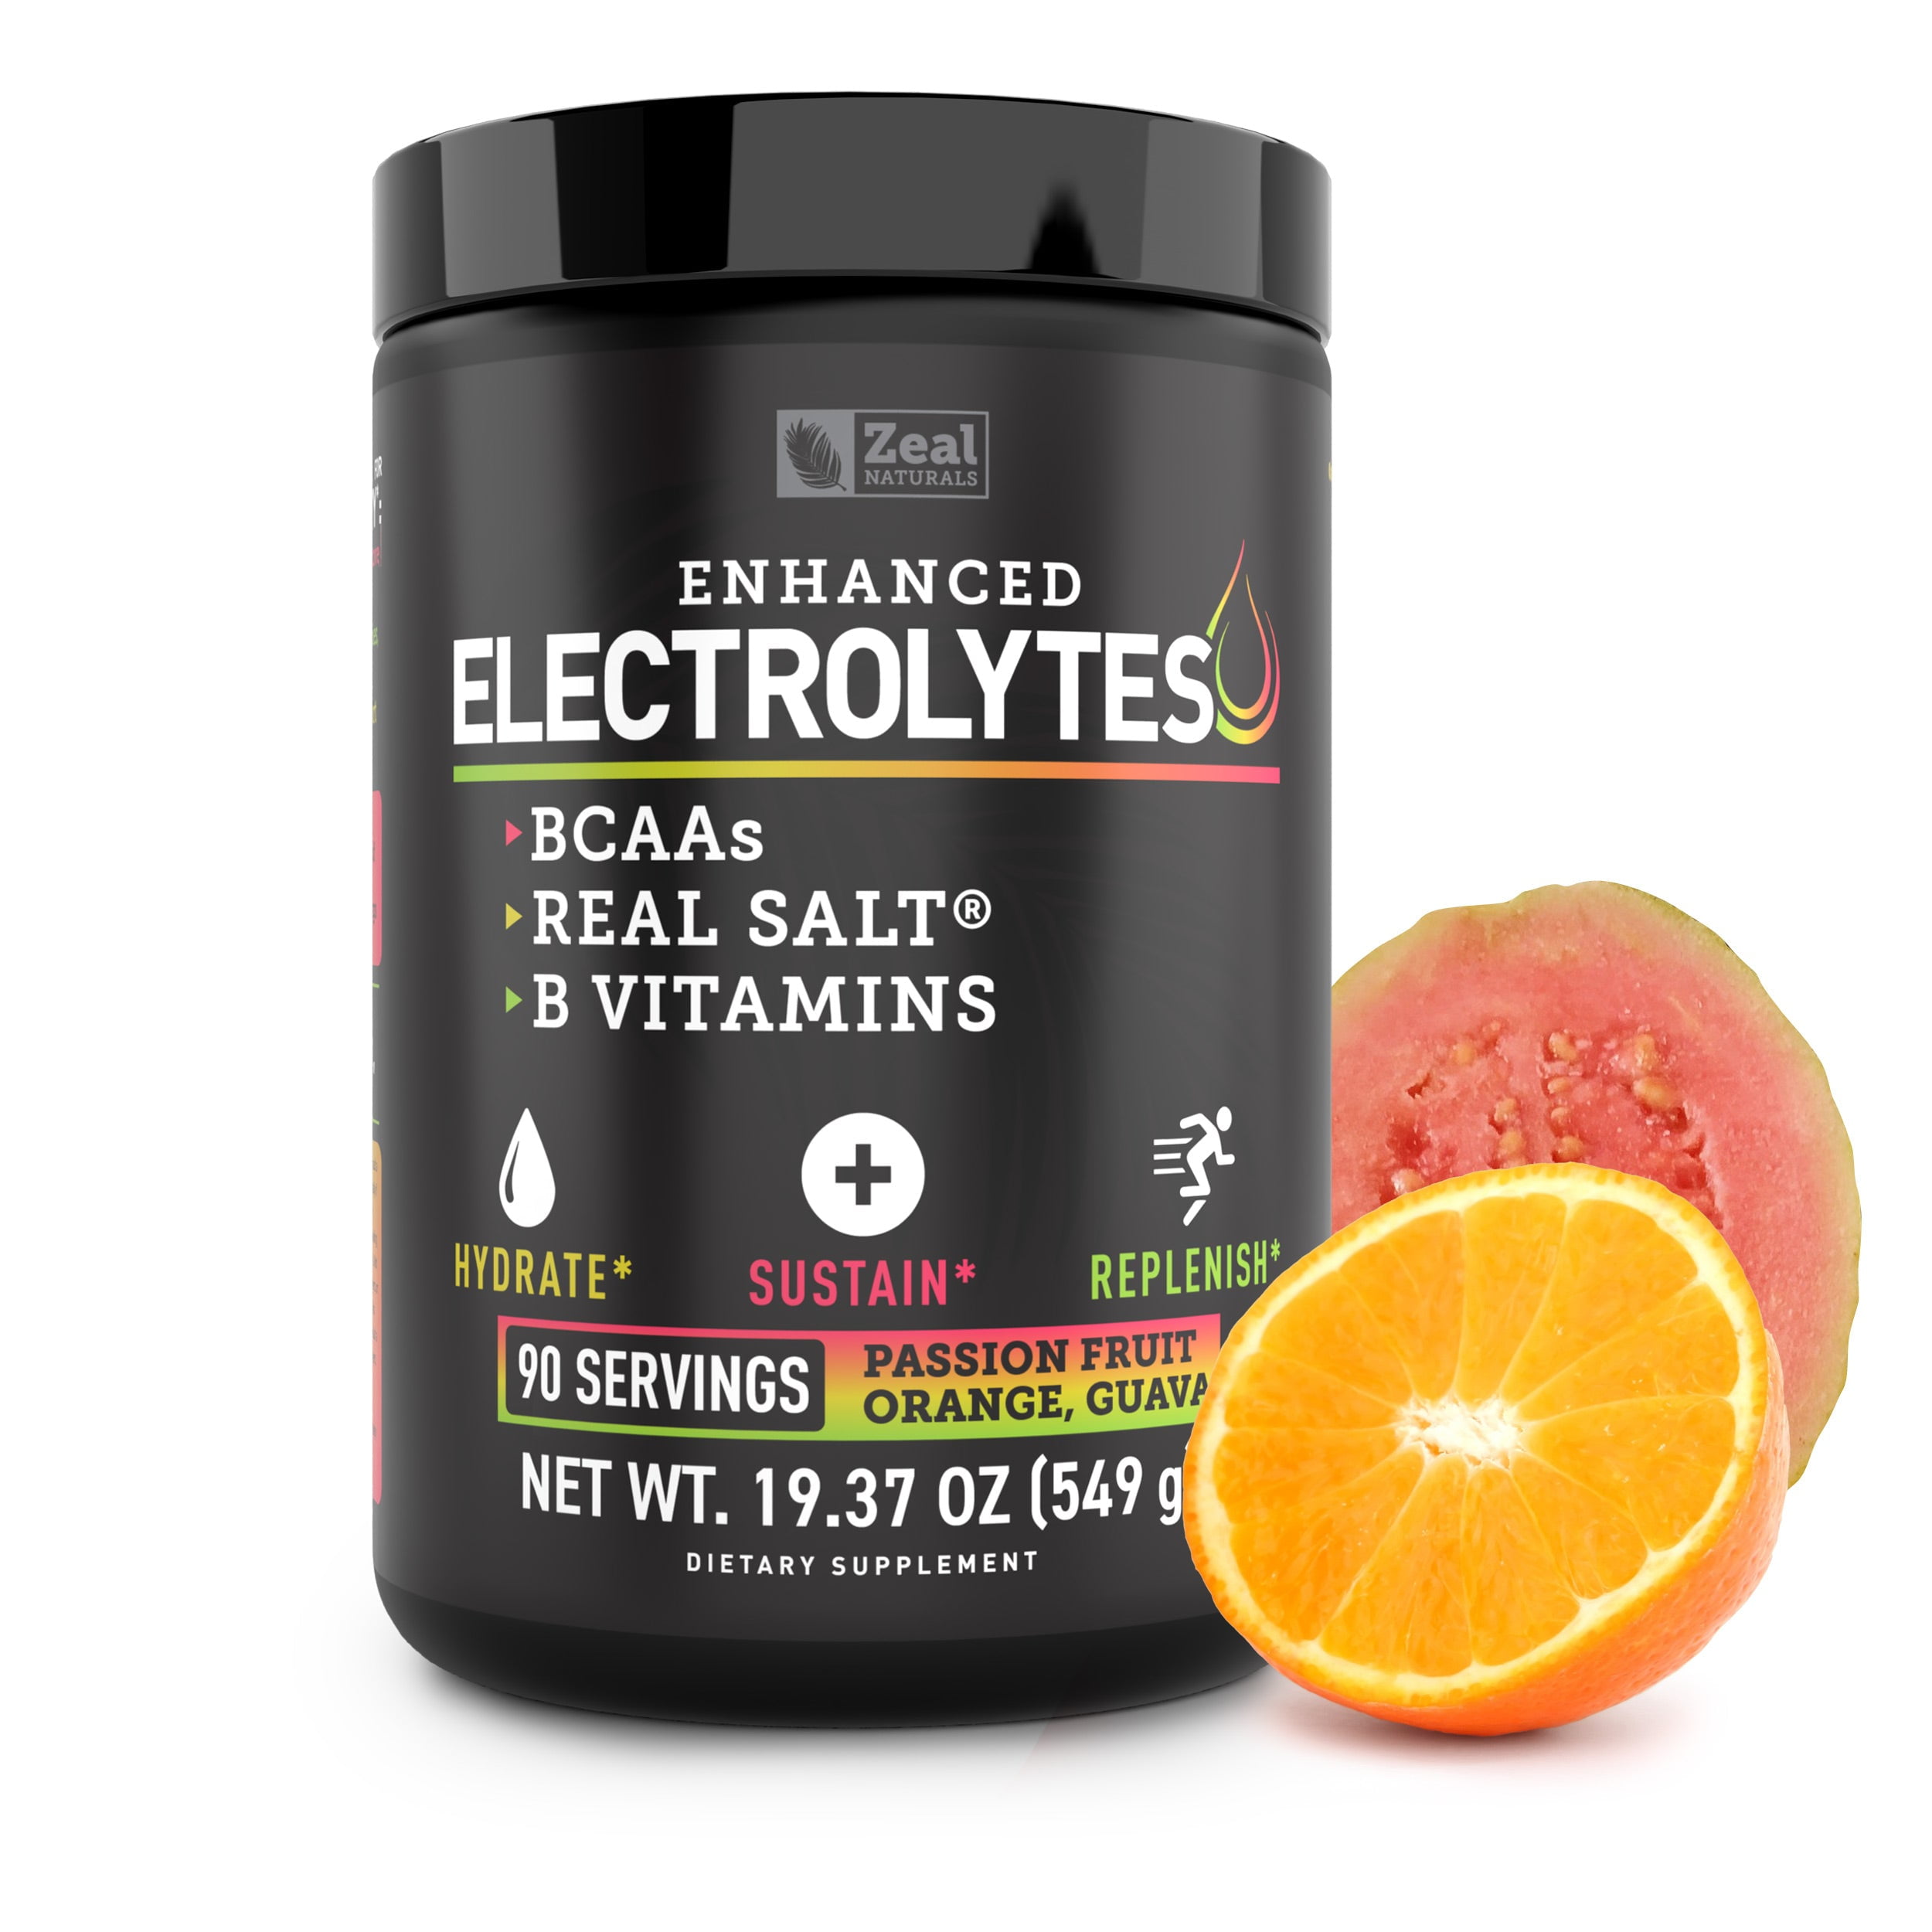 Zeal
NATURALS
ENHANCED
ELECTROLYTES
BCAAs
REAL SALT®
B VITAMINS
HYDRATE*
SUSTAIN*
REPLENISH*
90 SERVINGS
PASSION FRUIT
ORANGE, GUAVA
NET WT. 19.37 OZ (549 g
DIETARY SUPPLEMENT